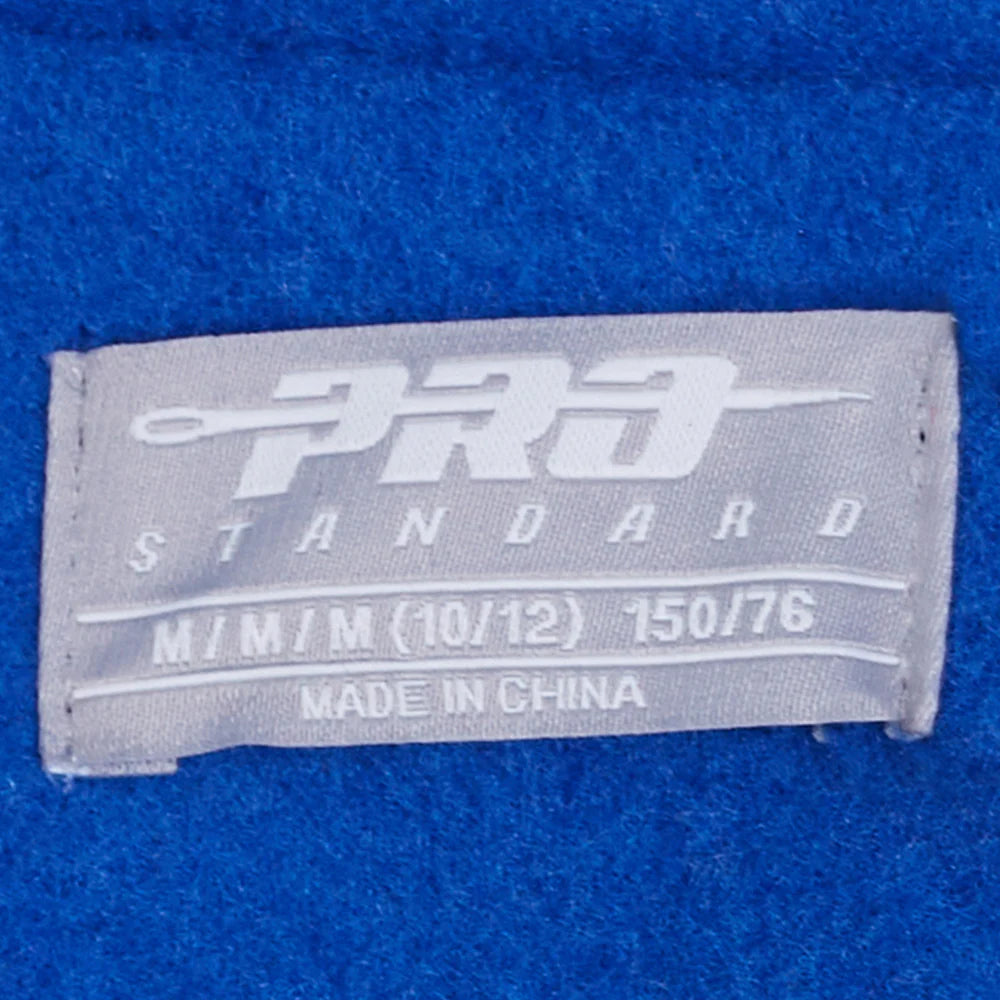 PRO
STANDARD
M/M/M (10/12) 150/76
MADE IN CHINA